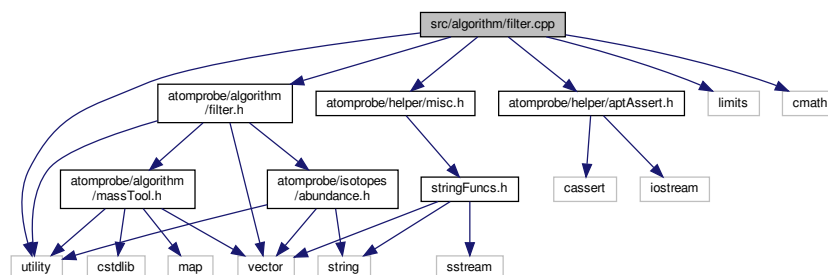 src/algorithm/filter.cpp
atomprobe/algorithm
/filter.h
atomprobe/helper/misc.h
atomprobe/helper/aptAssert.h
limits
cmath
atomprobe/algorithm
/massTool.h
atomprobe/isotopes
/abundance.h
stringFuncs.h
cassert
iostream
utility
cstdlib
map
vector
string
sstream